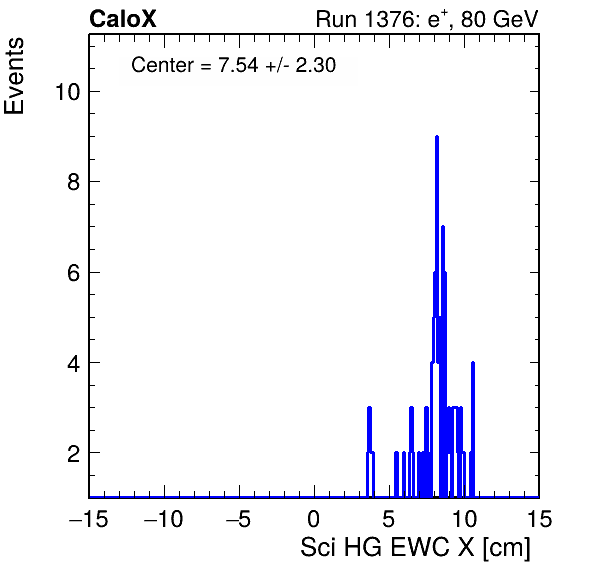 CaloX Run 1376: e⁺, 80 GeV
Center = 7.54 +/- 2.30
Events
10
8
6
4
2
−15 −10 −5 0 5 10 15
Sci HG EWC X [cm]